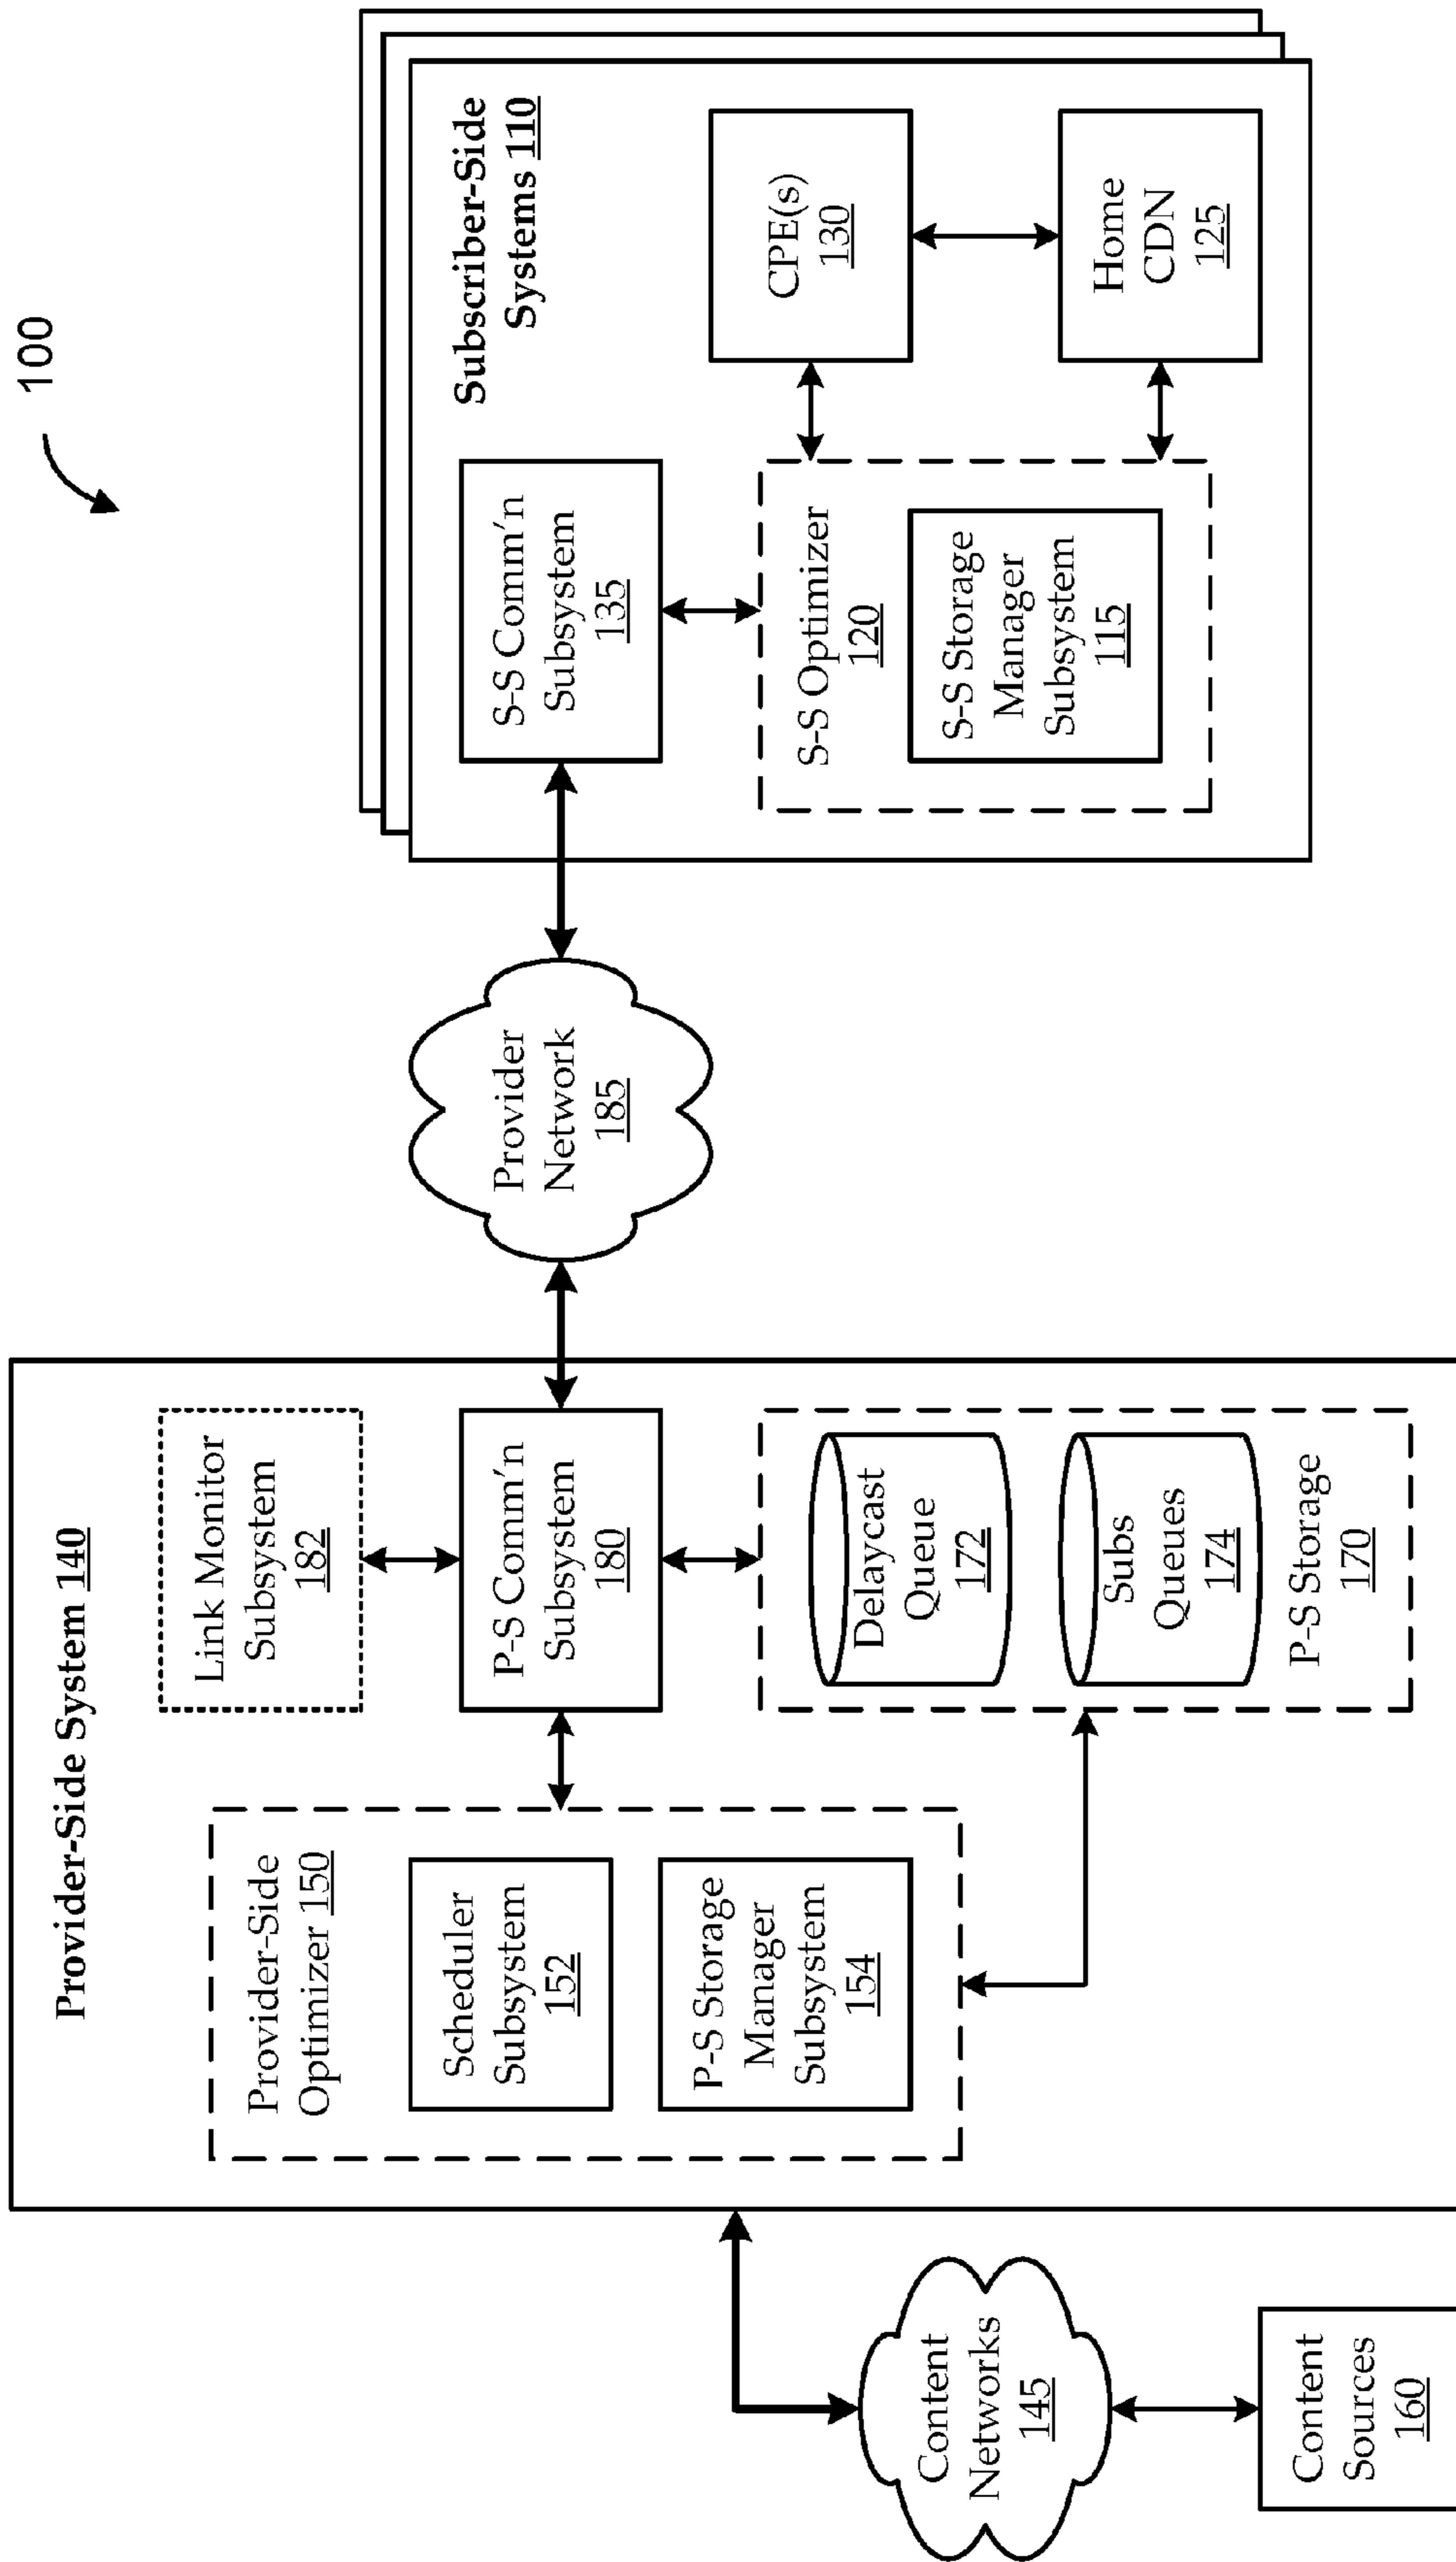 100
Provider-Side System 140
Provider-Side
Optimizer 150
Scheduler
Subsystem
152
P-S Storage
Manager
Subsystem
154
Link Monitor
Subsystem
182
P-S Comm'n
Subsystem
180
Delaycast
Queue
172
Subs
Queues
174
P-S Storage
170
Content
Networks
145
Content
Sources
160
Provider
Network
185
Subscriber-Side
Systems 110
S-S Comm'n
Subsystem
135
S-S Optimizer
120
S-S Storage
Manager
Subsystem
115
CPE(s)
130
Home
CDN
125